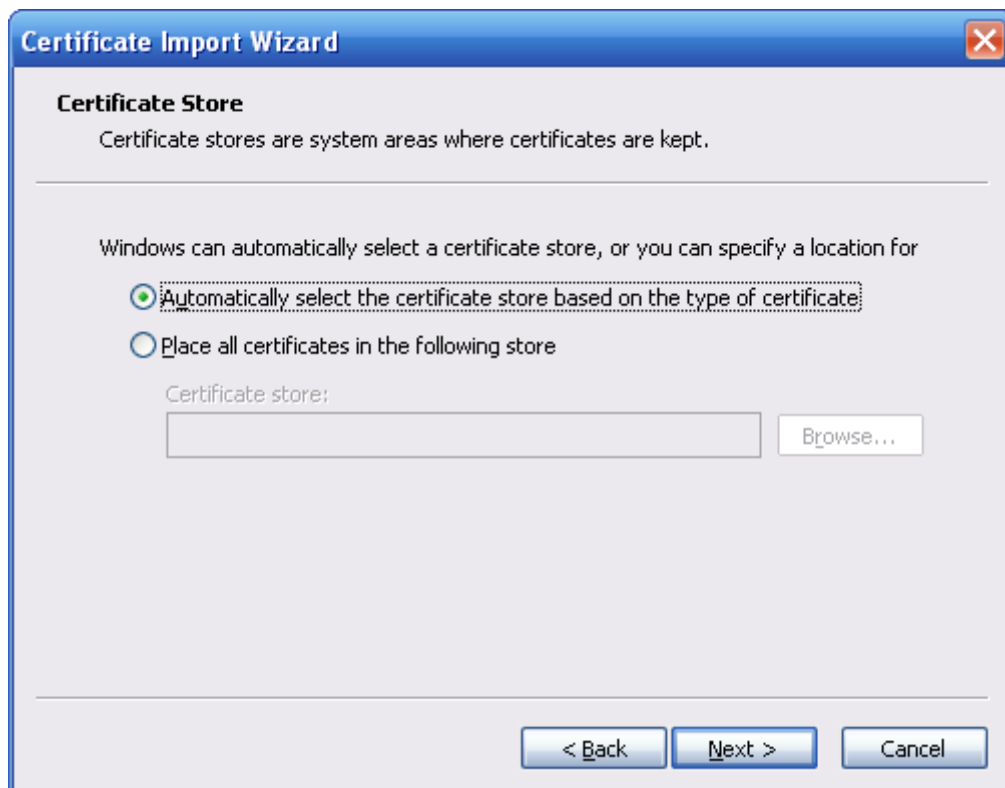 Certificate Import Wizard
Certificate Store
Certificate stores are system areas where certificates are kept.
Windows can automatically select a certificate store, or you can specify a location for
Automatically select the certificate store based on the type of certificate
Place all certificates in the following store
Certificate store:
Browse...
< Back
Next >
Cancel